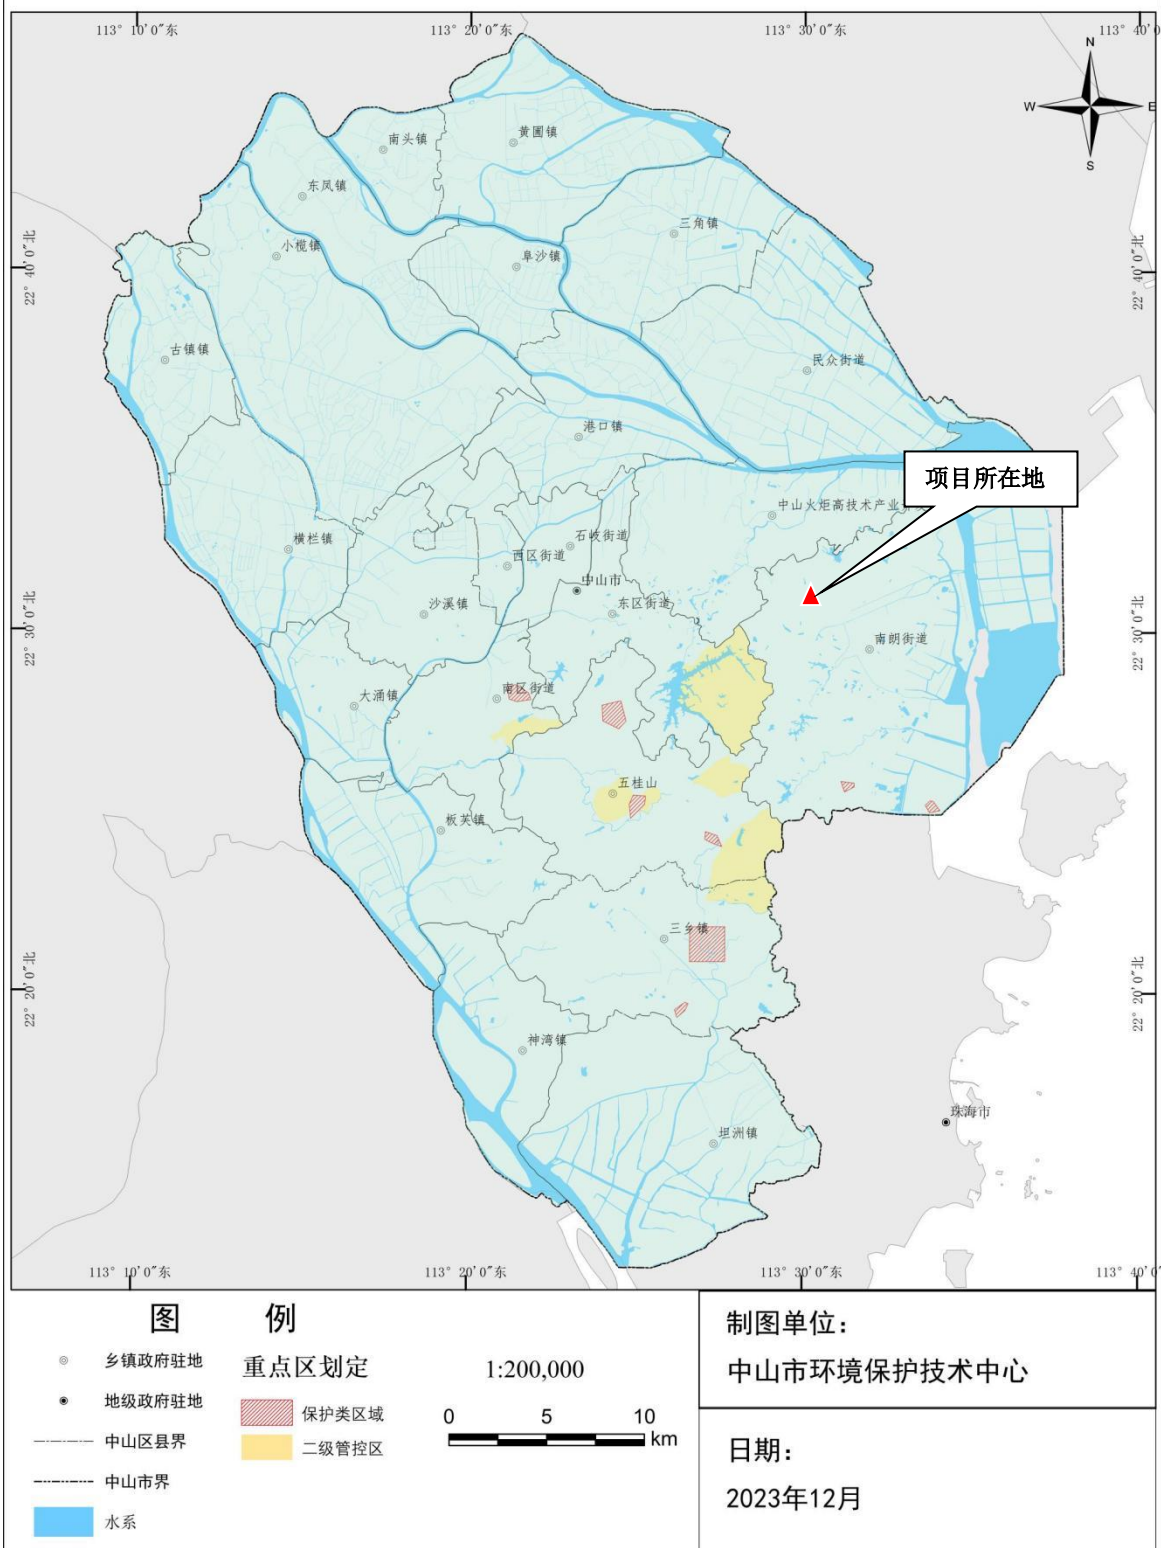 113° 10′0″东
113° 20′0″东
113° 30′0″东
113° 40′0
N
W
E
S
南头镇
黄圃镇
东凤镇
三角镇
小榄镇
阜沙镇
22° 40′0″北
22° 40′0″北
古镇镇
民众街道
港口镇
项目所在地
中山火炬高技术产业
横栏镇
石岐街道
西区街道
中山市
沙溪镇
东区街道
22° 30′0″北
22° 30′0″北
南朗街道
大涌镇
南区街道
五桂山
板芙镇
三乡镇
22° 20′0″北
22° 20′0″北
神湾镇
珠海市
坦洲镇
113° 10′0″东
113° 20′0″东
113° 30′0″东
113° 40′0
图 例
乡镇政府驻地
地级政府驻地
中山区县界
中山市界
水系
重点区划定
保护类区域
二级管控区
1:200,000
0 5 10
km
制图单位：
中山市环境保护技术中心
日期：
2023年12月